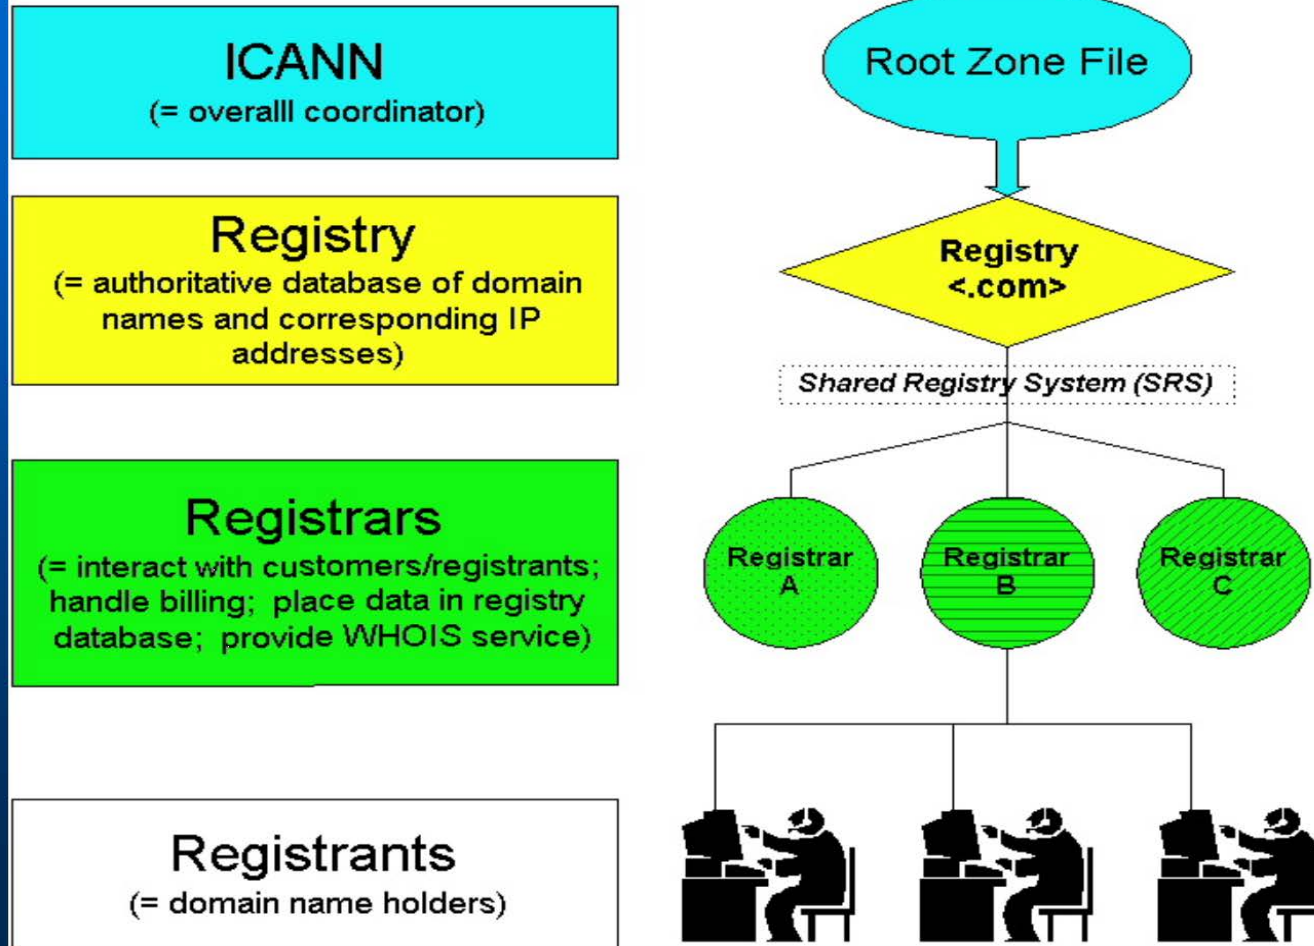 ICANN
(= overalll coordinator)
Root Zone File
Registry
(= authoritative database of domain
names and corresponding IP
addresses)
Registry
<.com>
Shared Registry System (SRS)
Registrars
(= interact with customers/registrants;
handle billing; place data in registry
database; provide WHOIS service)
Registrar
A
Registrar
B
Registrar
C
Registrants
(= domain name holders)